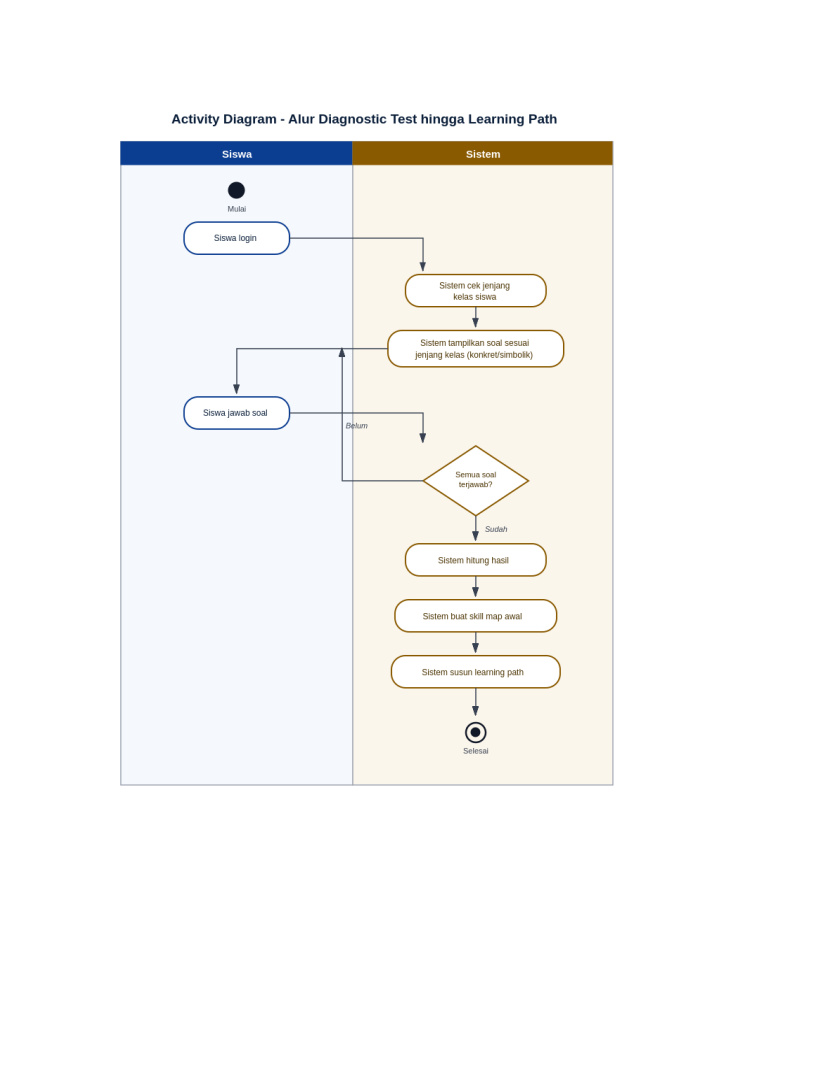 Activity Diagram - Alur Diagnostic Test hingga Learning Path
Siswa
Sistem
Mulai
Siswa login
Sistem cek jenjang
kelas siswa
Sistem tampilkan soal sesuai
jenjang kelas (konkret/simbolik)
Siswa jawab soal
Belum
Semua soal
terjawab?
Sudah
Sistem hitung hasil
Sistem buat skill map awal
Sistem susun learning path
Selesai